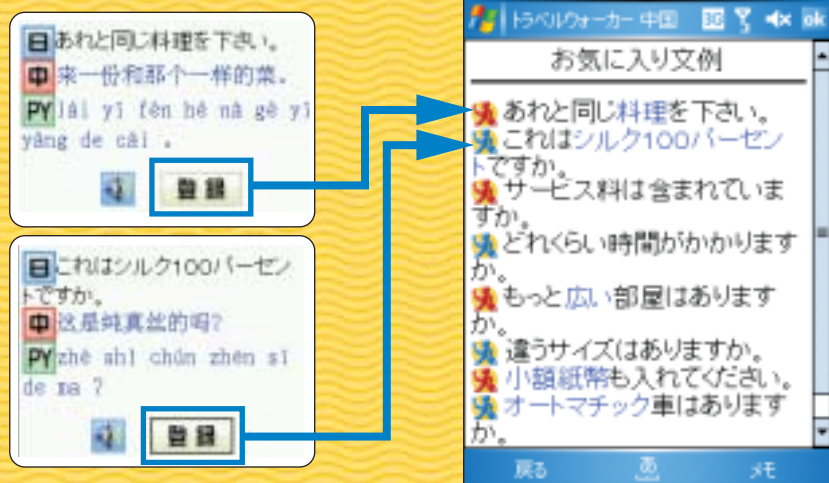 日 あれと同じ料理を下さい。
中 来一份和那个一样的菜.
PY lái yī fèn hé nà gè yī
yàng de cài .
登録
日 これはシルク100パーセン
トですか。
中 这是纯真丝的吗?
PY zhè shì chún zhēn sī
de ma ?
登録
トラベルウォーカー 中国 3G ok
お気に入り文例
あれと同じ料理を下さい。
これはシルク100パーセン
トですか。
サービス料は含まれていま
すか。
どれくらい時間がかかります
か。
もっと広い部屋はあります
か。
違うサイズはありますか。
小額紙幣も入れてください。
オートマチック車はあります
か。
戻る あ メモ